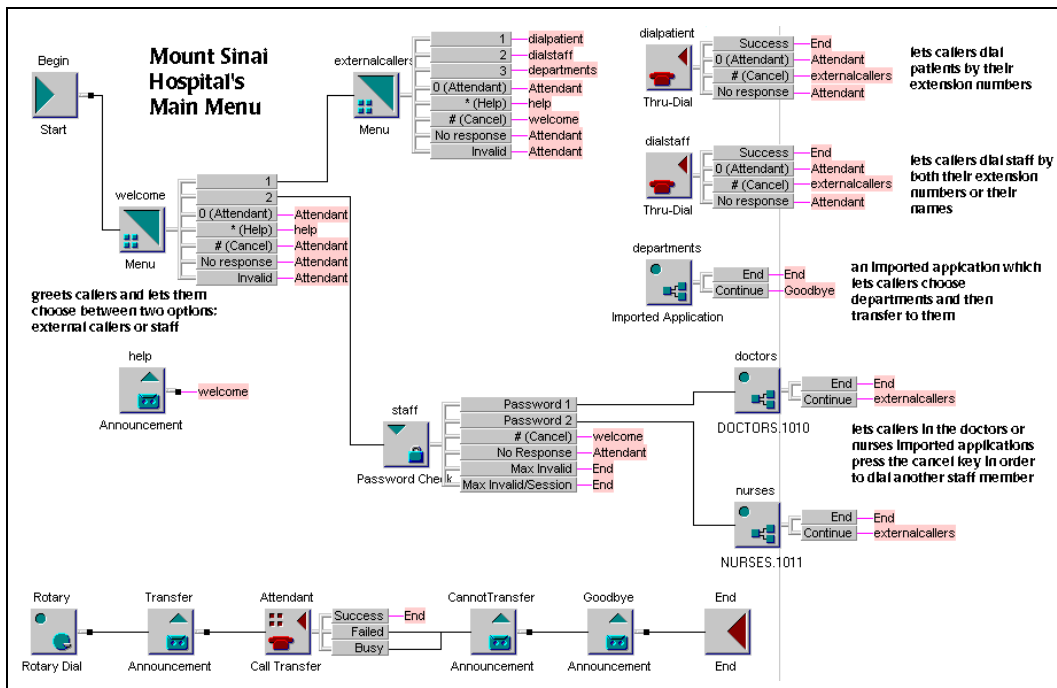 Mount Sinai
Hospital's
Main Menu
Begin
Start
welcome
Menu
1
2
0 (Attendant) Attendant
* (Help) help
# (Cancel) Attendant
No response Attendant
Invalid Attendant
greets callers and lets them
choose between two options:
external callers or staff
externalcallers
Menu
1 dialpatient
2 dialstaff
3 departments
0 (Attendant) Attendant
* (Help) help
# (Cancel) welcome
No response Attendant
Invalid Attendant
dialpatient
Thru-Dial
Success End
0 (Attendant) Attendant
# (Cancel) externalcallers
No response Attendant
lets callers dial
patients by their
extension numbers
dialstaff
Thru-Dial
Success End
0 (Attendant) Attendant
# (Cancel) externalcallers
No response Attendant
lets callers dial staff by
both their extension
numbers or their
names
departments
Imported Application
End End
Continue Goodbye
an imported appication which
lets callers choose
departments and then
transfer to them
help
Announcement
welcome
staff
Password Check
Password 1
Password 2
# (Cancel) welcome
No Response Attendant
Max Invalid End
Max Invalid/Session End
doctors
DOCTORS.1010
End End
Continue externalcallers
lets callers in the doctors or
nurses imported applications
press the cancel key in order
to dial another staff member
nurses
NURSES.1011
End End
Continue externalcallers
Rotary
Rotary Dial
Transfer
Announcement
Attendant
Call Transfer
Success End
Failed
Busy
CannotTransfer
Announcement
Goodbye
Announcement
End
End